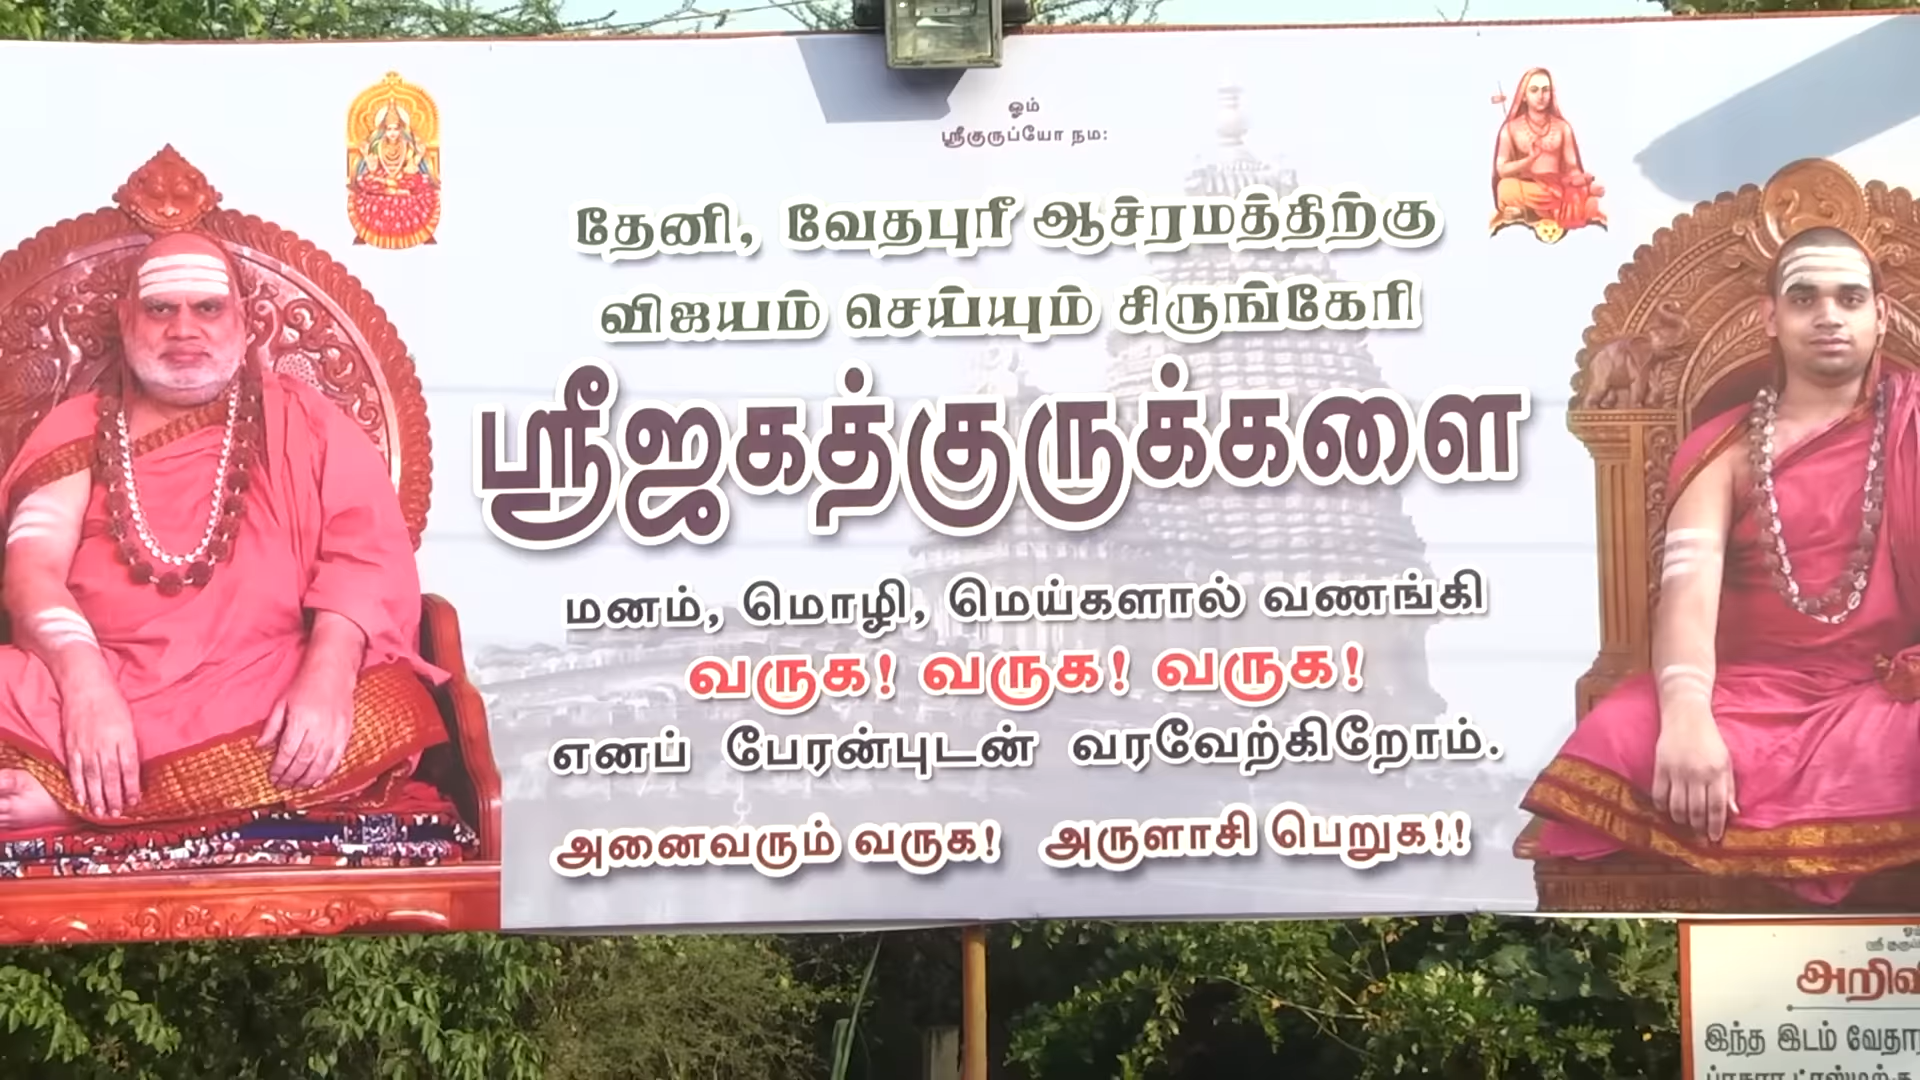 ஓம்
ஸ்ரீகுருப்யோ நம:
தேனி, வேதபுரீ ஆச்ரமத்திற்கு
விஜயம் செய்யும் சிருங்கேரி
ஸ்ரீஜகத்குருக்களை
மனம், மொழி, மெய்களால் வணங்கி
வருக! வருக! வருக!
எனப் பேரன்புடன் வரவேற்கிறோம்.
அனைவரும் வருக! அருளாசி பெறுக!!
இந்த இடம்